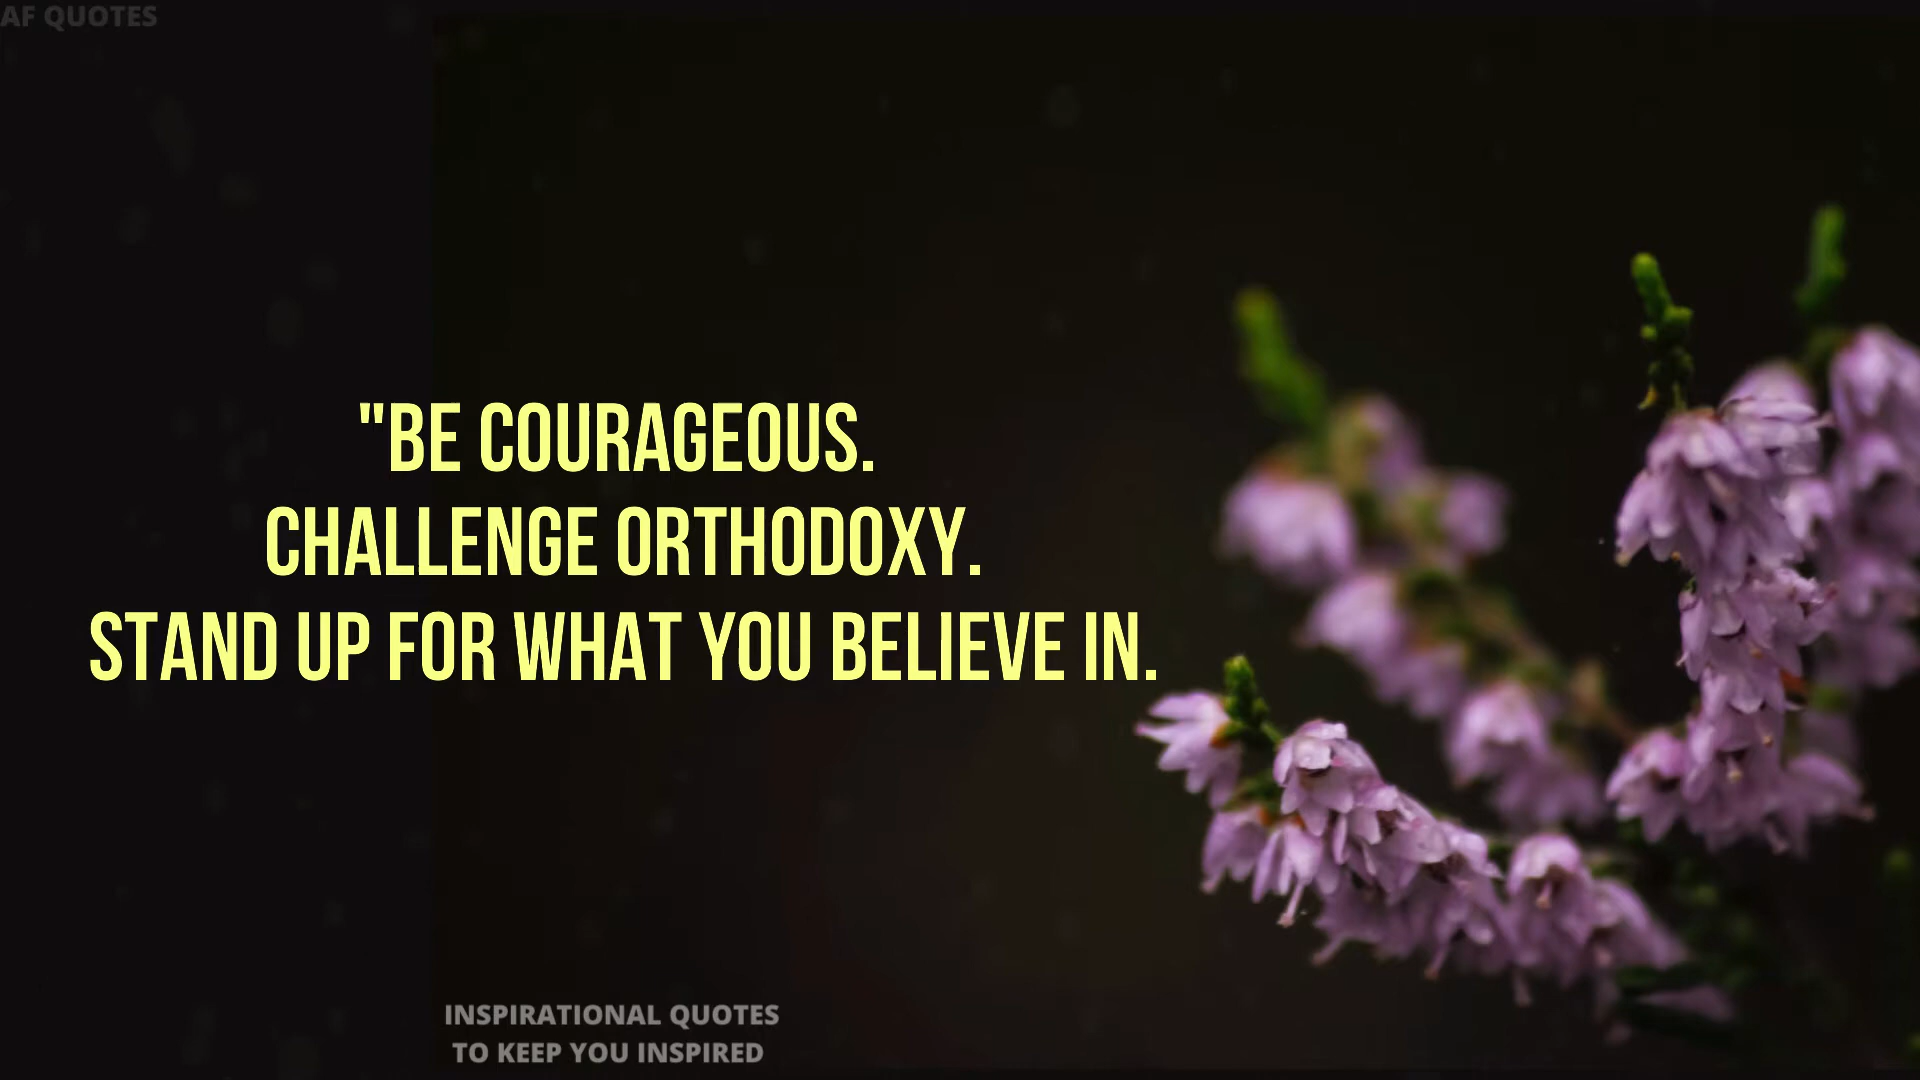 AF QUOTES
"BE COURAGEOUS.
CHALLENGE ORTHODOXY.
STAND UP FOR WHAT YOU BELIEVE IN.
INSPIRATIONAL QUOTES
TO KEEP YOU INSPIRED